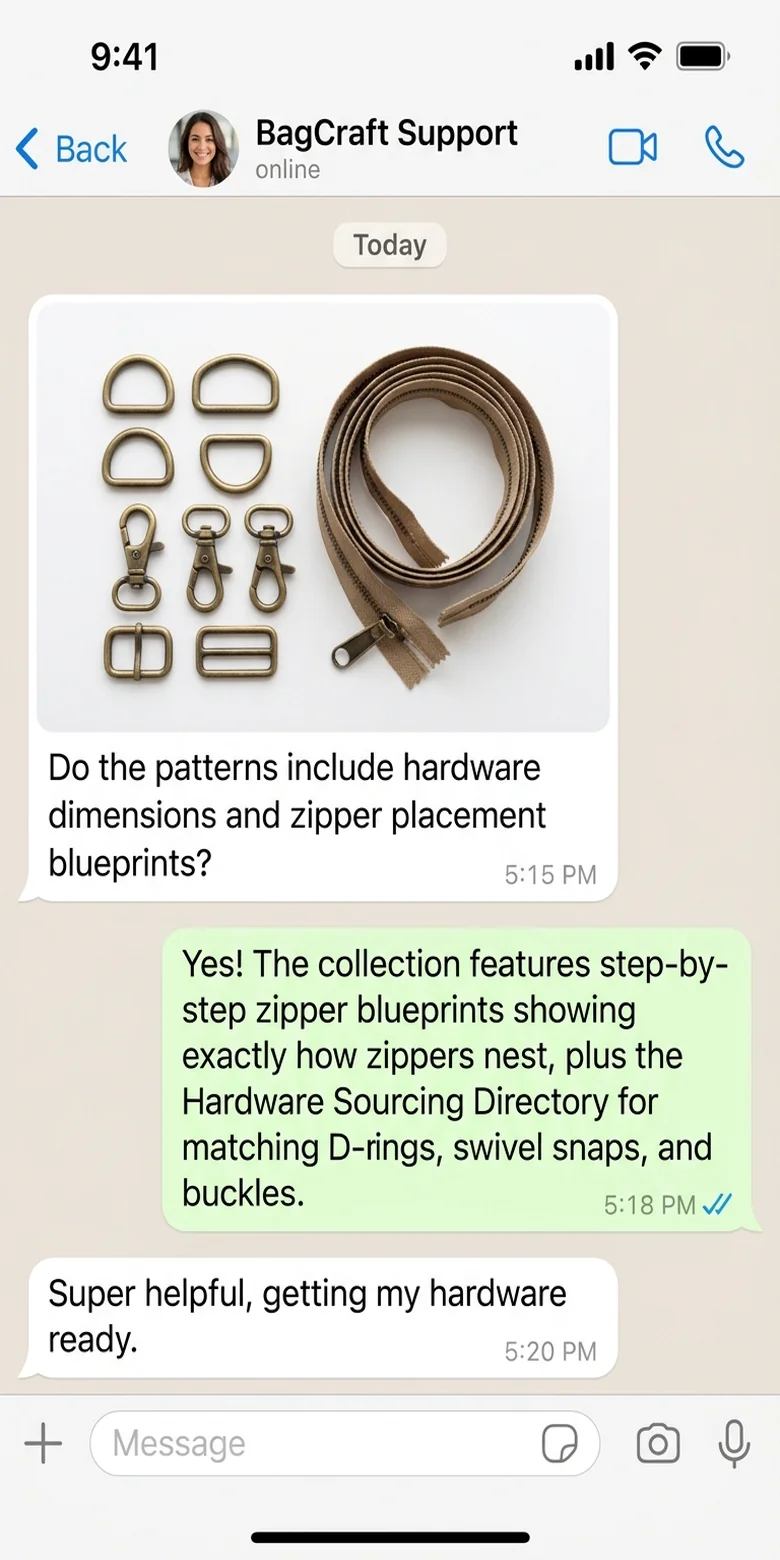 9:41
Back
BagCraft Support
online
Today
Do the patterns include hardware
dimensions and zipper placement
blueprints?
5:15 PM
Yes! The collection features step-by-
step zipper blueprints showing
exactly how zippers nest, plus the
Hardware Sourcing Directory for
matching D-rings, swivel snaps, and
buckles.
5:18 PM
Super helpful, getting my hardware
ready.
5:20 PM
Message